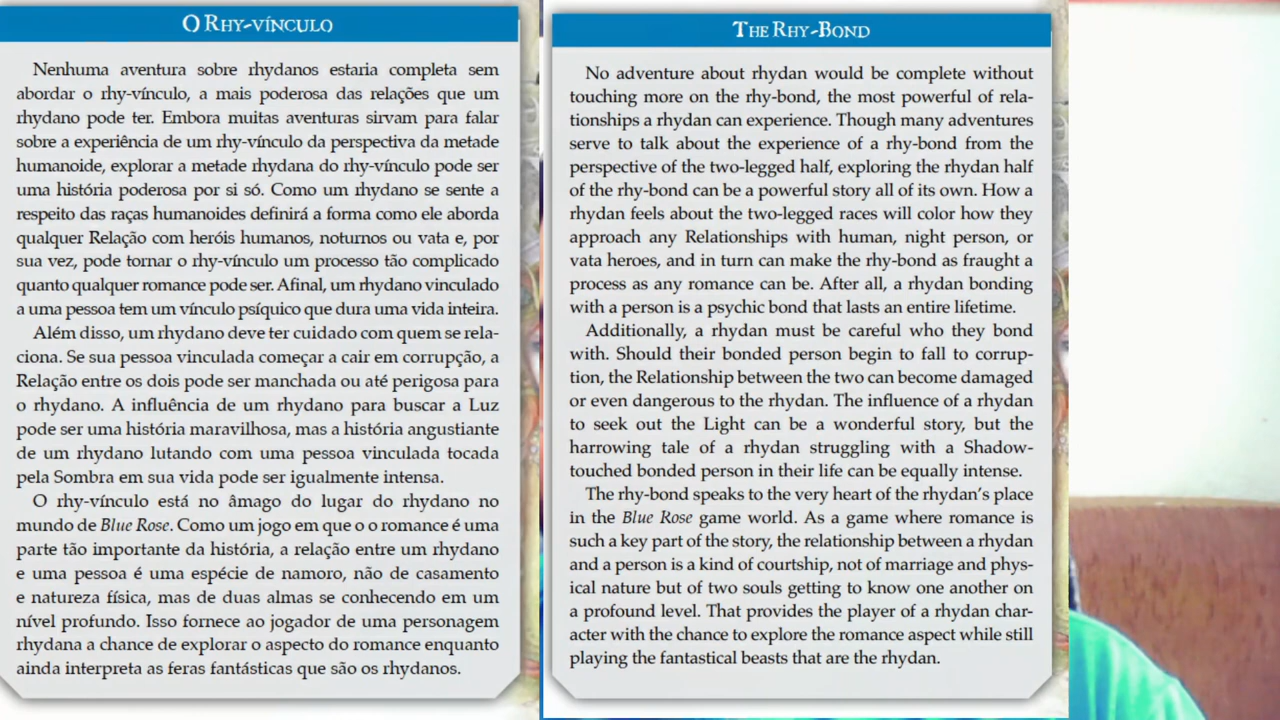 O Rhy-vínculo
Nenhuma aventura sobre rhydanos estaria completa sem
abordar o rhy-vínculo, a mais poderosa das relações que um
rhydano pode ter. Embora muitas aventuras sirvam para falar
sobre a experiência de um rhy-vínculo da perspectiva da metade
humanoide, explorar a metade rhydana do rhy-vínculo pode ser
uma história poderosa por si só. Como um rhydano se sente a
respeito das raças humanoides definirá a forma como ele aborda
qualquer Relação com heróis humanos, noturnos ou vata e, por
sua vez, pode tornar o rhy-vínculo um processo tão complicado
quanto qualquer romance pode ser. Afinal, um rhydano vinculado
a uma pessoa tem um vínculo psíquico que dura uma vida inteira.
Além disso, um rhydano deve ter cuidado com quem se rela-
ciona. Se sua pessoa vinculada começar a cair em corrupção, a
Relação entre os dois pode ser manchada ou até perigosa para
o rhydano. A influência de um rhydano para buscar a Luz
pode ser uma história maravilhosa, mas a história angustiante
de um rhydano lutando com uma pessoa vinculada tocada
pela Sombra em sua vida pode ser igualmente intensa.
O rhy-vínculo está no âmago do lugar do rhydano no
mundo de Blue Rose. Como um jogo em que o o romance é uma
parte tão importante da história, a relação entre um rhydano
e uma pessoa é uma espécie de namoro, não de casamento
e natureza física, mas de duas almas se conhecendo em um
nível profundo. Isso fornece ao jogador de uma personagem
rhydana a chance de explorar o aspecto do romance enquanto
ainda interpreta as feras fantásticas que são os rhydanos.
The Rhy-Bond
No adventure about rhydan would be complete without
touching more on the rhy-bond, the most powerful of rela-
tionships a rhydan can experience. Though many adventures
serve to talk about the experience of a rhy-bond from the
perspective of the two-legged half, exploring the rhydan half
of the rhy-bond can be a powerful story all of its own. How a
rhydan feels about the two-legged races will color how they
approach any Relationships with human, night person, or
vata heroes, and in turn can make the rhy-bond as fraught a
process as any romance can be. After all, a rhydan bonding
with a person is a psychic bond that lasts an entire lifetime.
Additionally, a rhydan must be careful who they bond
with. Should their bonded person begin to fall to corrup-
tion, the Relationship between the two can become damaged
or even dangerous to the rhydan. The influence of a rhydan
to seek out the Light can be a wonderful story, but the
harrowing tale of a rhydan struggling with a Shadow-
touched bonded person in their life can be equally intense.
The rhy-bond speaks to the very heart of the rhydan's place
in the Blue Rose game world. As a game where romance is
such a key part of the story, the relationship between a rhydan
and a person is a kind of courtship, not of marriage and phys-
ical nature but of two souls getting to know one another on
a profound level. That provides the player of a rhydan char-
acter with the chance to explore the romance aspect while still
playing the fantastical beasts that are the rhydan.